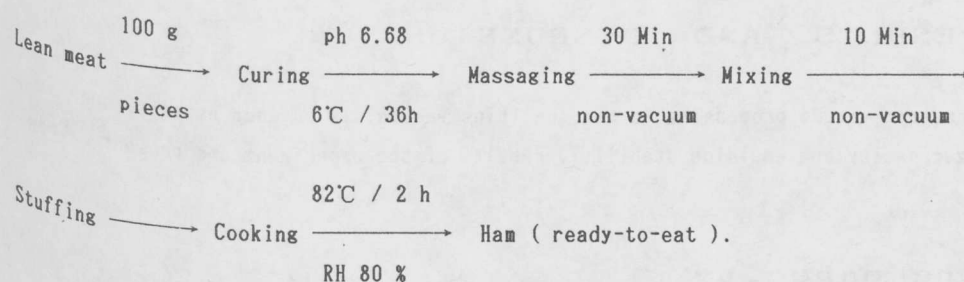 100 g ph 6.68 30 Min 10 Min
Lean meat Curing Massaging Mixing
pieces 6℃ / 36h non-vacuum non-vacuum
82℃ / 2 h
Stuffing Cooking Ham ( ready-to-eat ).
RH 80 %